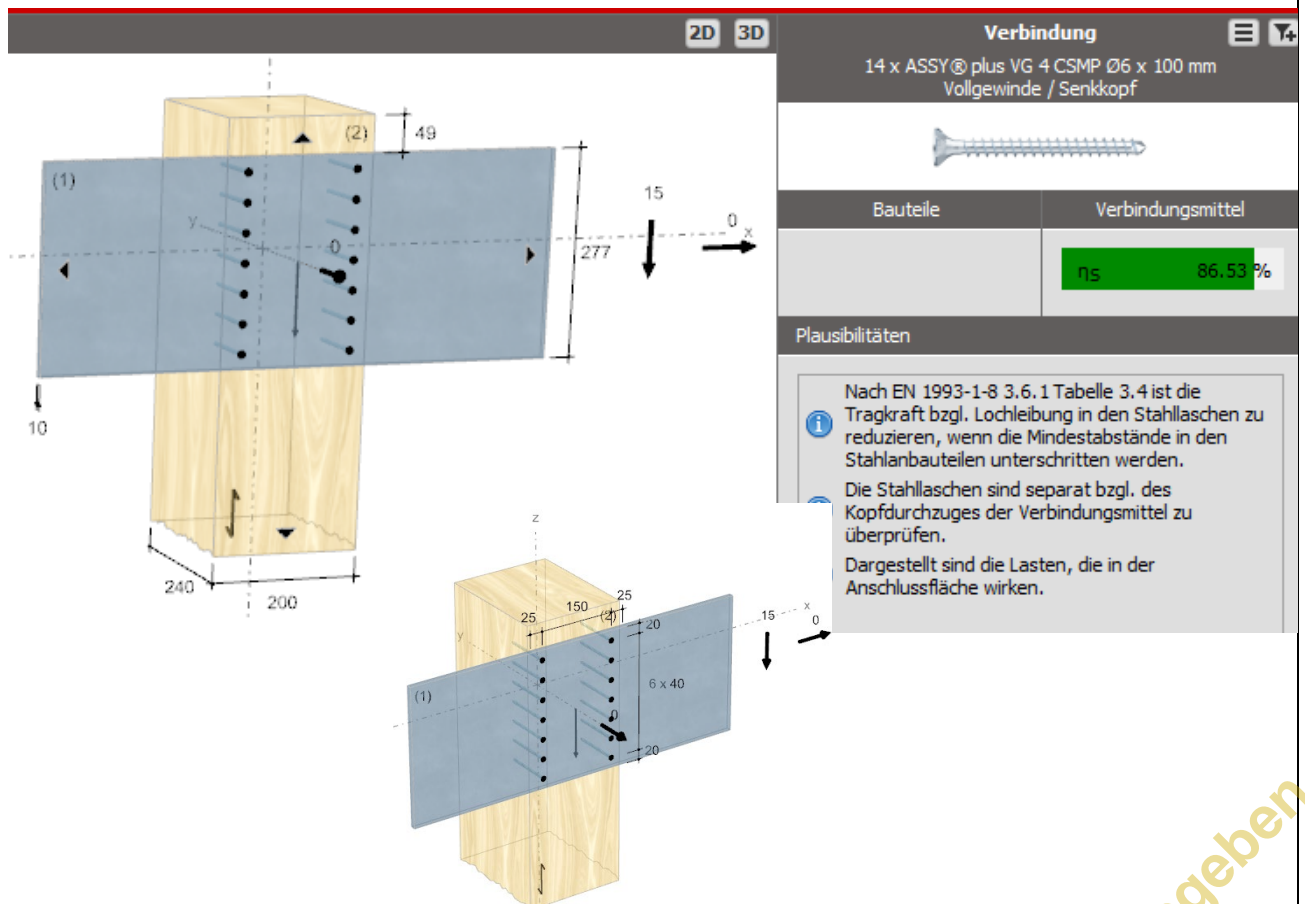 2D 3D
Verbindung
14 x ASSY® plus VG 4 CSMP Ø6 x 100 mm
Vollgewinde / Senkkopf
Bauteile
Verbindungsmittel
ηs 86.53 %
Plausibilitäten
Nach EN 1993-1-8 3.6.1 Tabelle 3.4 ist die
Tragkraft bzgl. Lochleibung in den Stahllaschen zu
reduzieren, wenn die Mindestabstände in den
Stahlanbauteilen unterschritten werden.
Die Stahllaschen sind separat bzgl. des
Kopfdurchzuges der Verbindungsmittel zu
überprüfen.
Dargestellt sind die Lasten, die in der
Anschlussfläche wirken.
(2)
49
(1)
15
0
x
y
0
277
10
240
200
z
25
150
25
(2)
20
15
x
0
y
(1)
6 x 40
0
20
geben